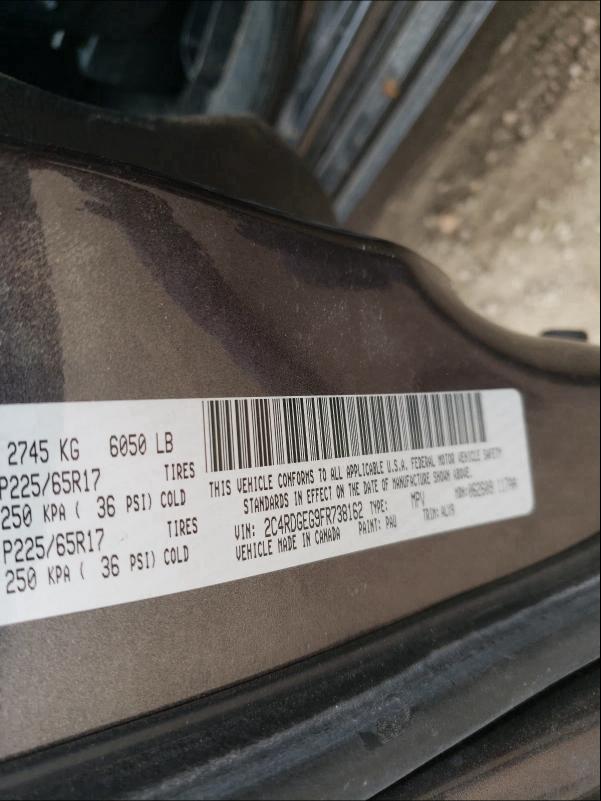 2745 KG 6050 LB
P225/65R17 TIRES
250 KPA ( 36 PSI) COLD
P225/65R17 TIRES
250 KPA ( 36 PSI) COLD
THIS VEHICLE CONFORMS TO ALL APPLICABLE U.S.A. FEDERAL MOTOR VEHICLE SAFETY
STANDARDS IN EFFECT ON THE DATE OF MANUFACTURE SHOWN ABOVE.
VIN: 2C4RDGEG9FR738162 TYPE: MPV MDH:
VEHICLE MADE IN CANADA PAINT: PAU TRIM: